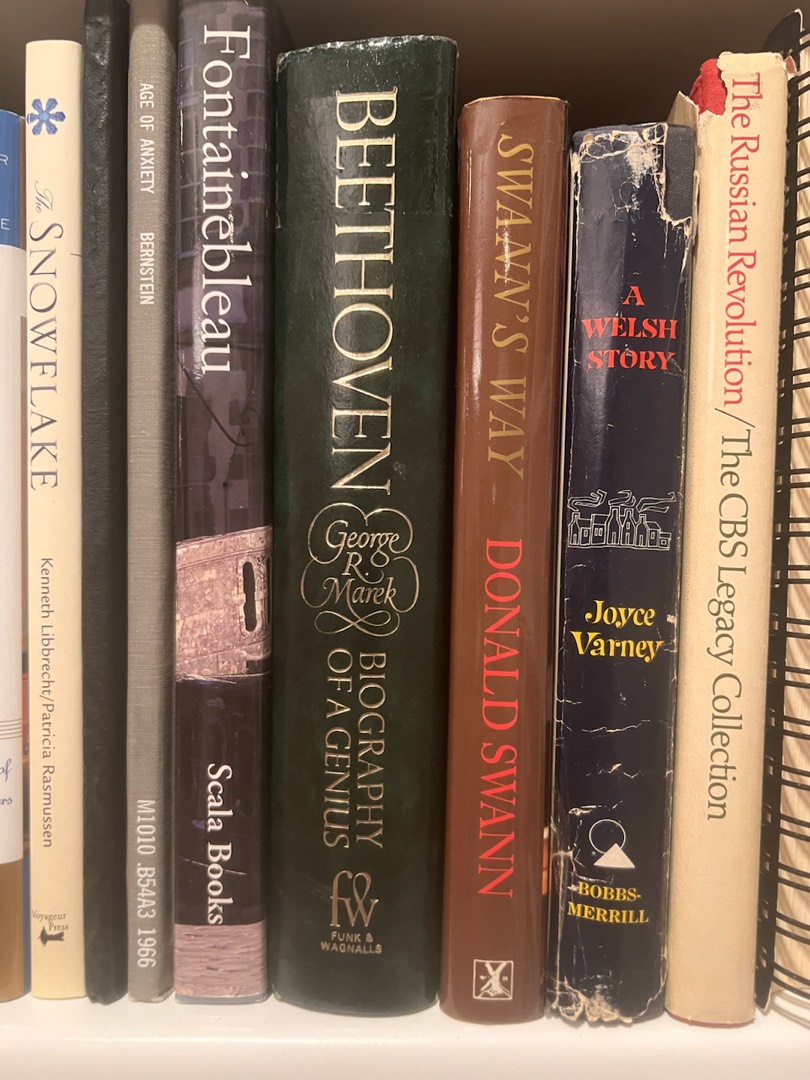 R
E
of
ers
The SNOWFLAKE
Kenneth Libbrecht/Patricia Rasmussen
Voyageur
Press
AGE OF ANXIETY BERNSTEIN
M1010 .B54A3 1966
Fontainebleau
Scala Books
BEETHOVEN
George
R.
Marek
BIOGRAPHY
OF A GENIUS
fw
FUNK &
WAGNALLS
SWANN'S WAY
DONALD SWANN
A
WELSH
STORY
Joyce
Varney
BOBBS-
MERRILL
The Russian Revolution/The CBS Legacy Collection